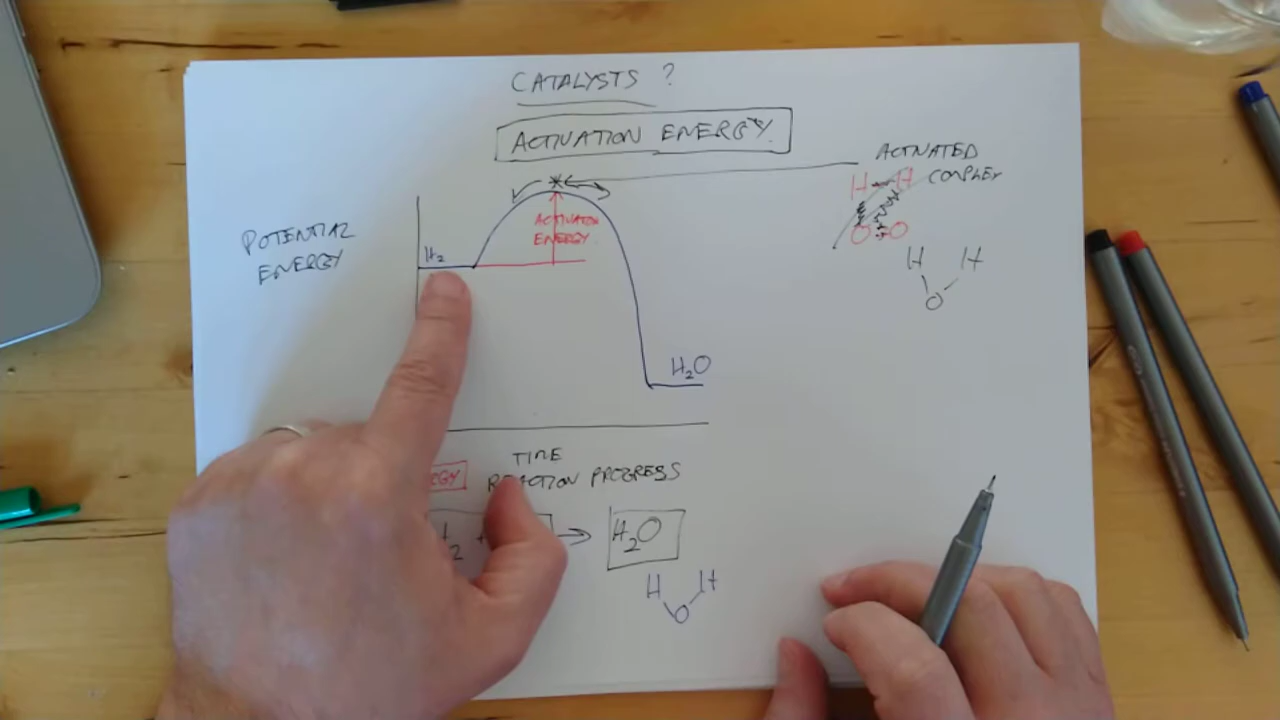 CATALYSTS ?
ACTIVATION ENERGY.
ACTIVATED
COMPLEX
H H
O O
H H
O
POTENTIAL
ENERGY
H2
ACTIVATION
ENERGY.
H2O
TIME
REACTION PROGRESS
H2O
H H
O